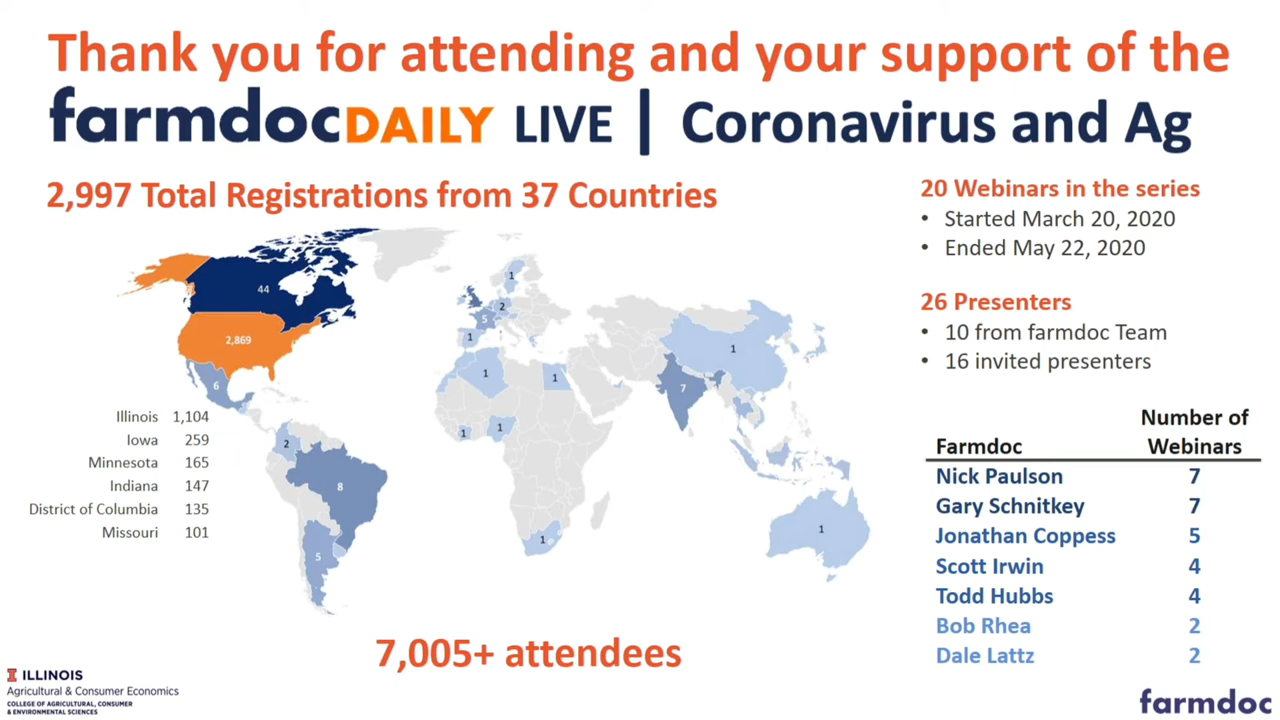 Thank you for attending and your support of the
farmdocDAILY LIVE | Coronavirus and Ag
2,997 Total Registrations from 37 Countries
44
2,869
6
2
8
5
1
5
2
1
1
1
1
1
1
7
1
1
Illinois 1,104
Iowa 259
Minnesota 165
Indiana 147
District of Columbia 135
Missouri 101
7,005+ attendees
20 Webinars in the series
• Started March 20, 2020
• Ended May 22, 2020
26 Presenters
• 10 from farmdoc Team
• 16 invited presenters
Number of
Farmdoc Webinars
Nick Paulson 7
Gary Schnitkey 7
Jonathan Coppess 5
Scott Irwin 4
Todd Hubbs 4
Bob Rhea 2
Dale Lattz 2
I ILLINOIS
Agricultural & Consumer Economics
COLLEGE OF AGRICULTURAL, CONSUMER
& ENVIRONMENTAL SCIENCES
farmdoc